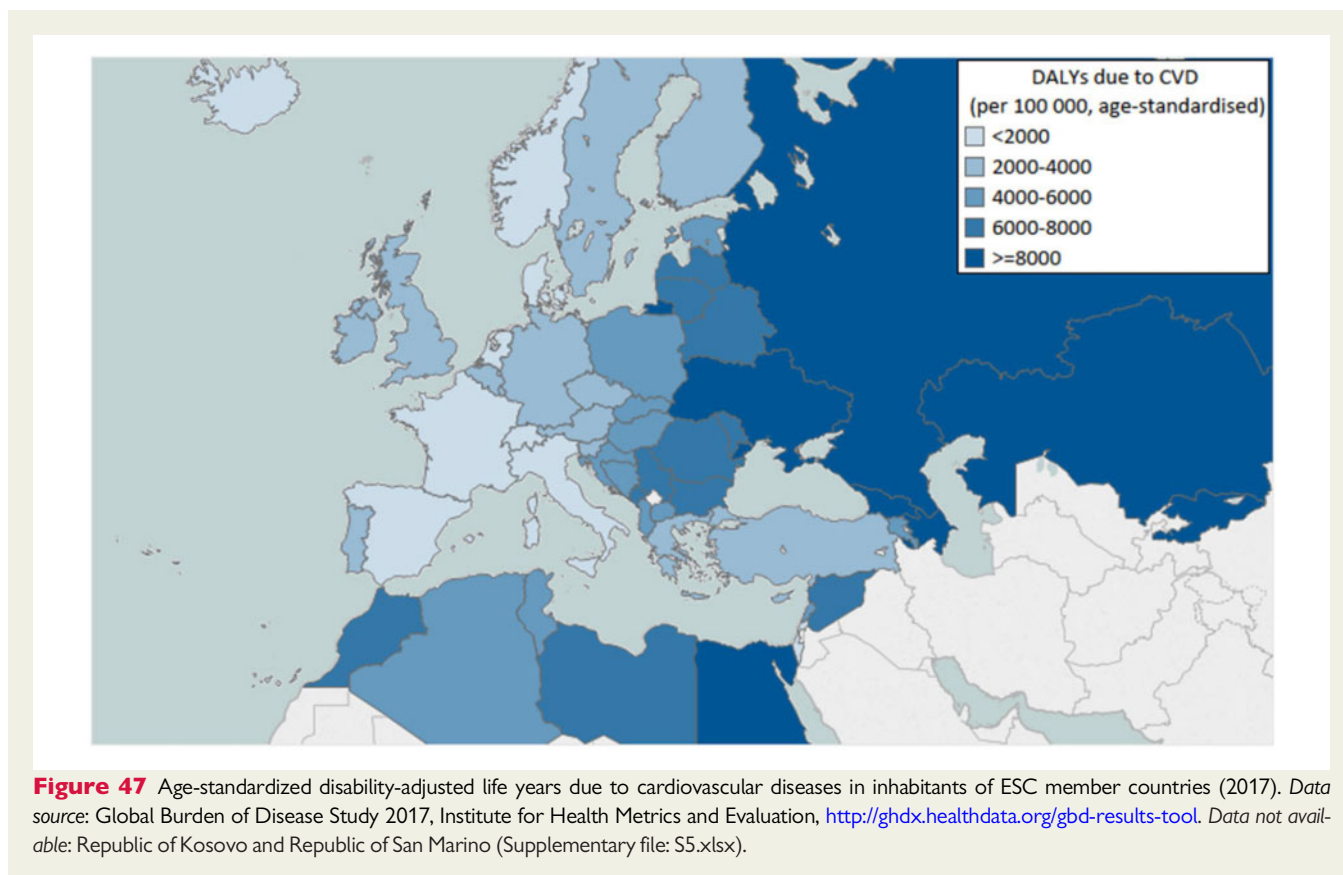 DALYs due to CVD
(per 100 000, age-standardised)
<2000
2000-4000
4000-6000
6000-8000
>=8000
Figure 47 Age-standardized disability-adjusted life years due to cardiovascular diseases in inhabitants of ESC member countries (2017). Data
source: Global Burden of Disease Study 2017, Institute for Health Metrics and Evaluation, http://ghdx.healthdata.org/gbd-results-tool. Data not avail-
able: Republic of Kosovo and Republic of San Marino (Supplementary file: S5.xlsx).